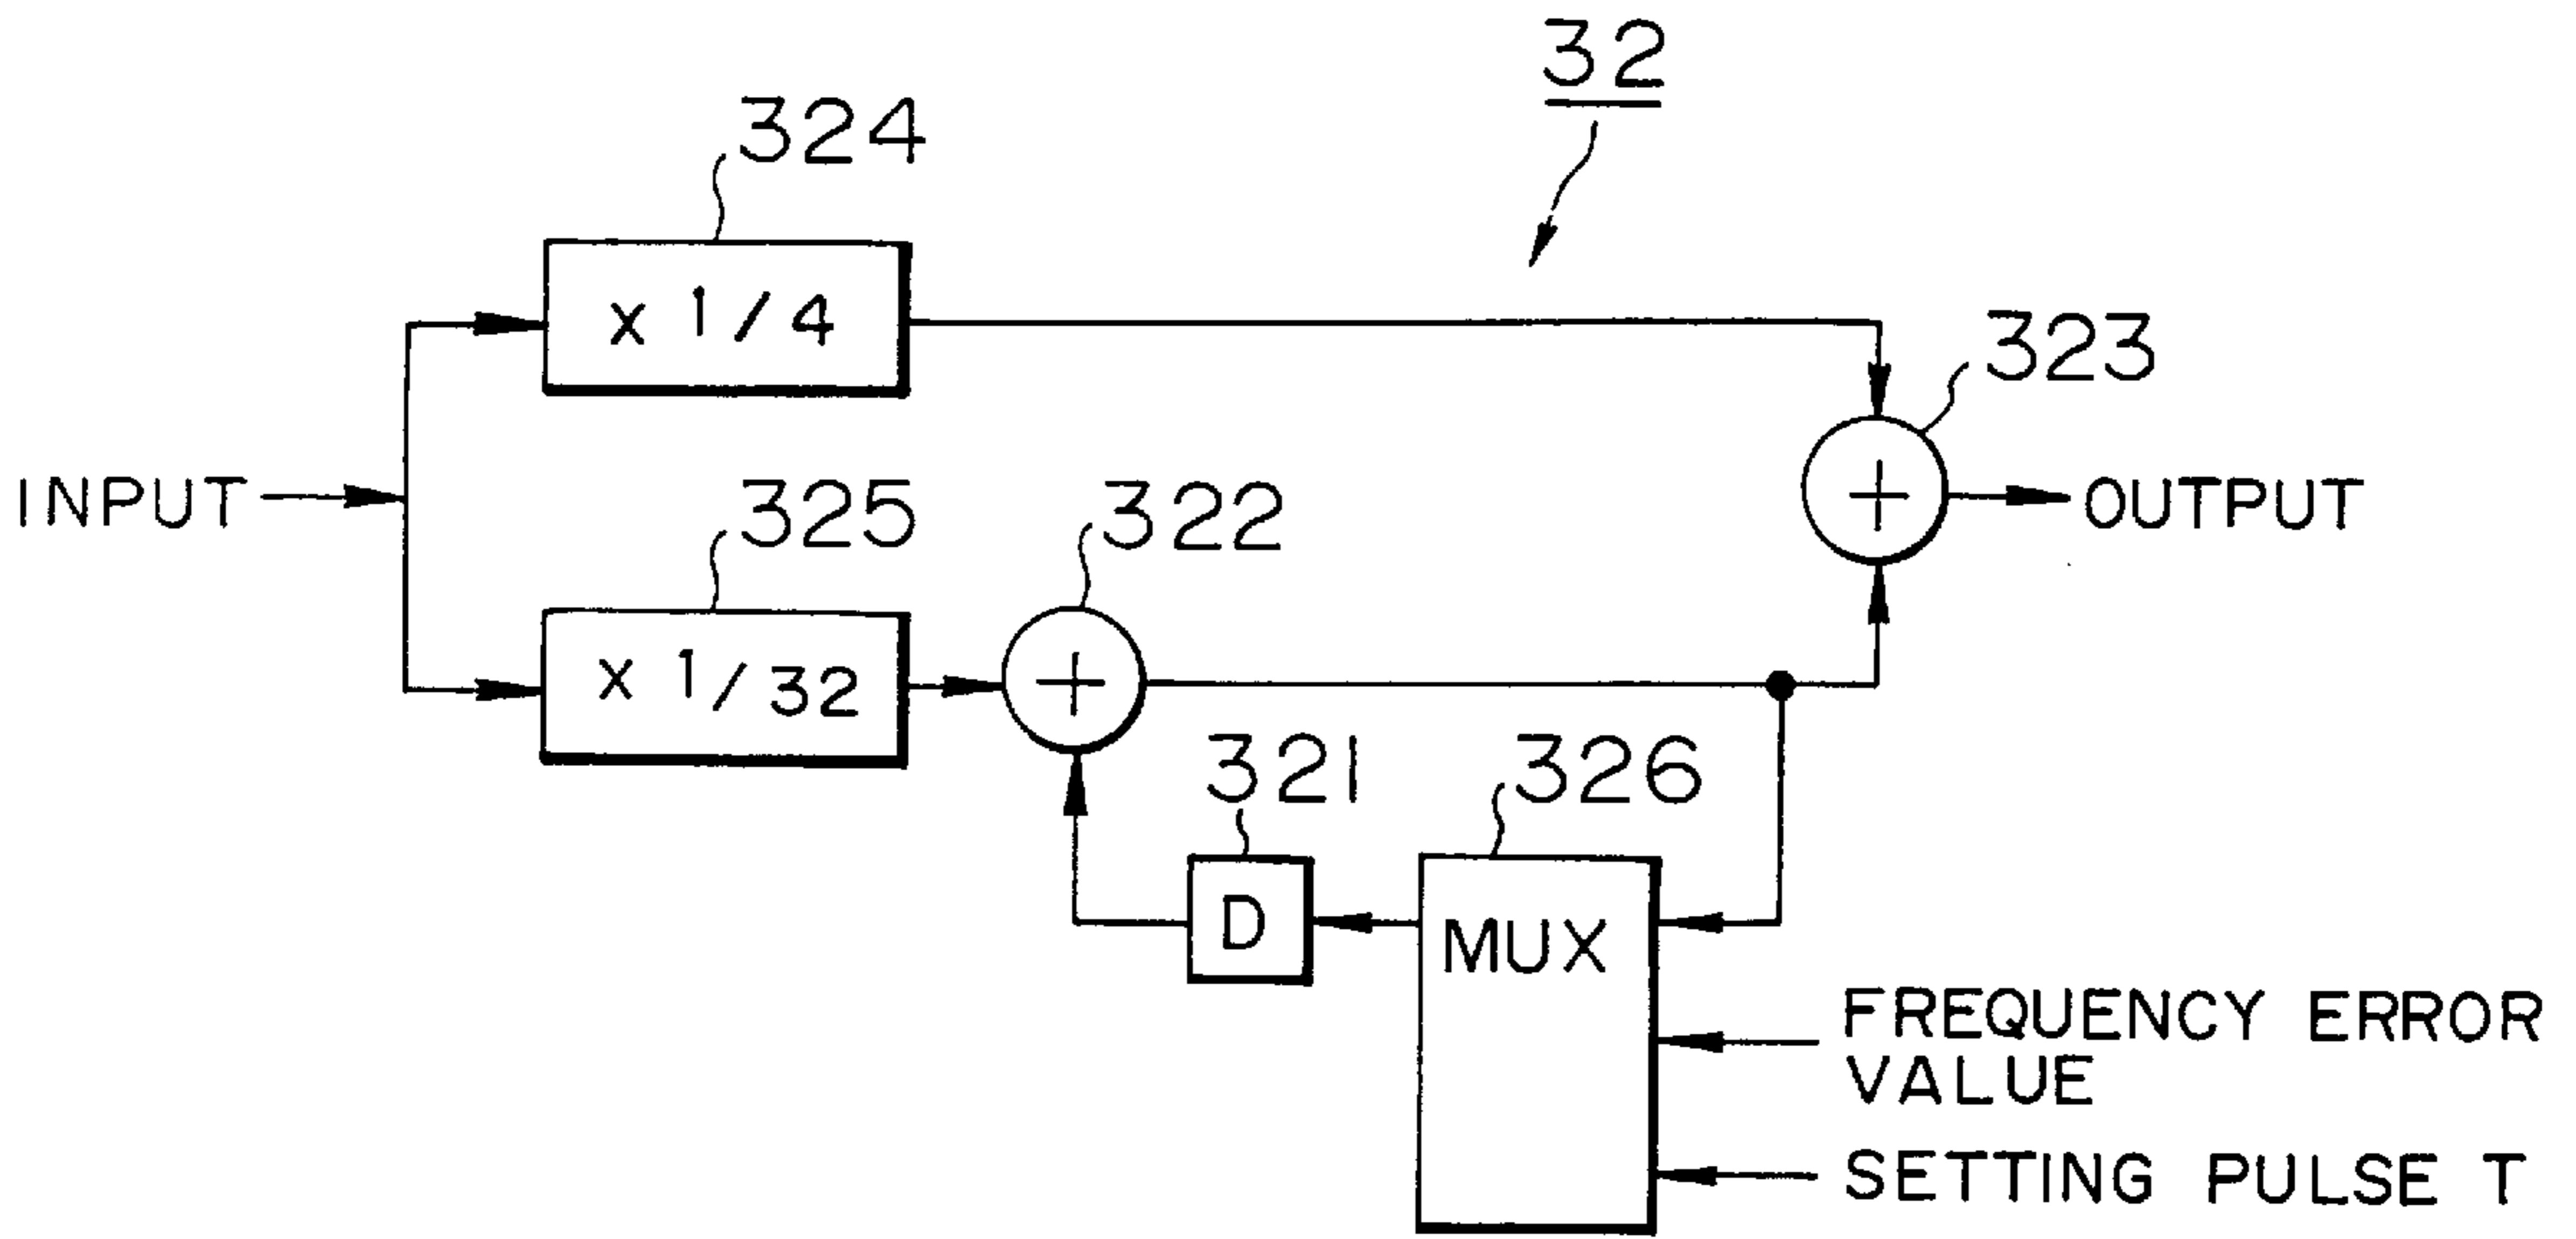 32
324
x 1/4
323
INPUT
OUTPUT
325
322
x 1/32
321
326
D
MUX
FREQUENCY ERROR
VALUE
SETTING PULSE T